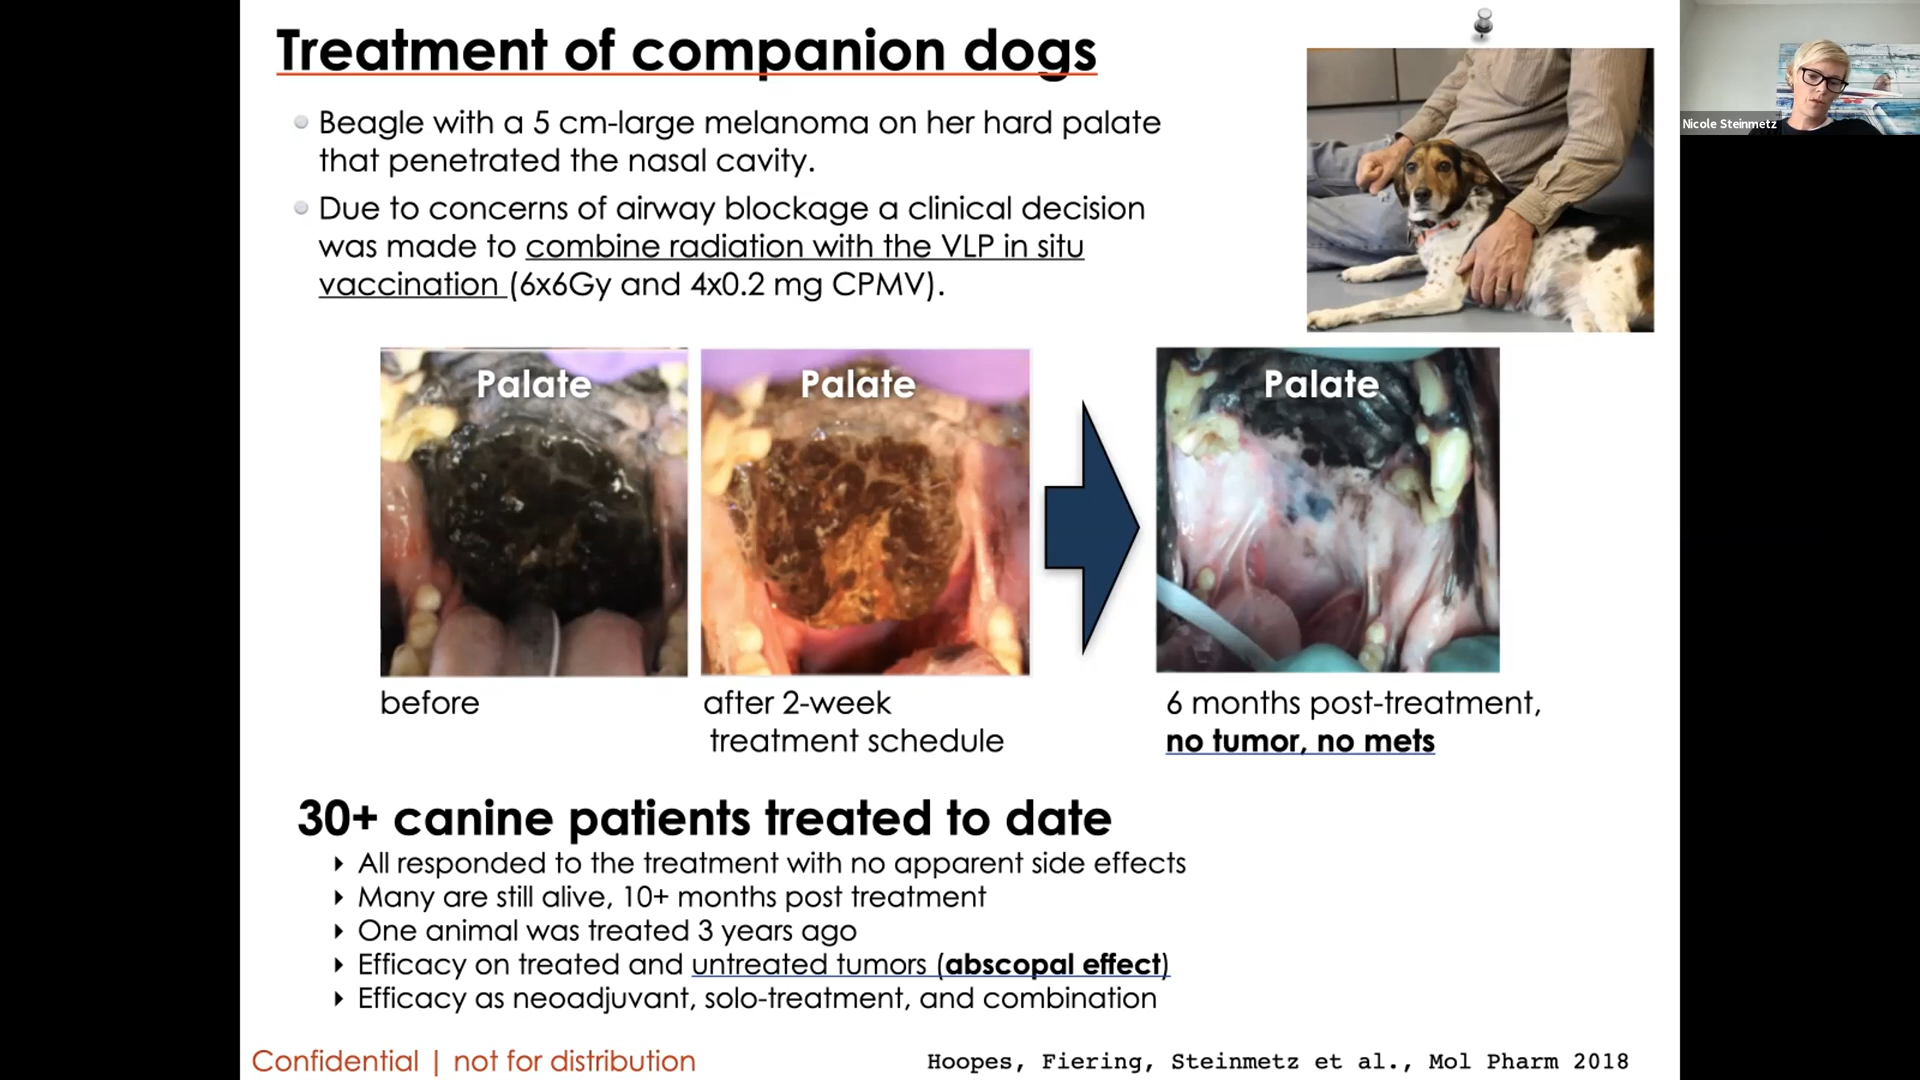 Treatment of companion dogs
Nicole Steinmetz
Beagle with a 5 cm-large melanoma on her hard palate
that penetrated the nasal cavity.
Due to concerns of airway blockage a clinical decision
was made to combine radiation with the VLP in situ
vaccination (6x6Gy and 4x0.2 mg CPMV).
Palate
Palate
Palate
before
after 2-week
treatment schedule
6 months post-treatment,
no tumor, no mets
30+ canine patients treated to date
All responded to the treatment with no apparent side effects
Many are still alive, 10+ months post treatment
One animal was treated 3 years ago
Efficacy on treated and untreated tumors (abscopal effect)
Efficacy as neoadjuvant, solo-treatment, and combination
Confidential | not for distribution
Hoopes, Fiering, Steinmetz et al., Mol Pharm 2018